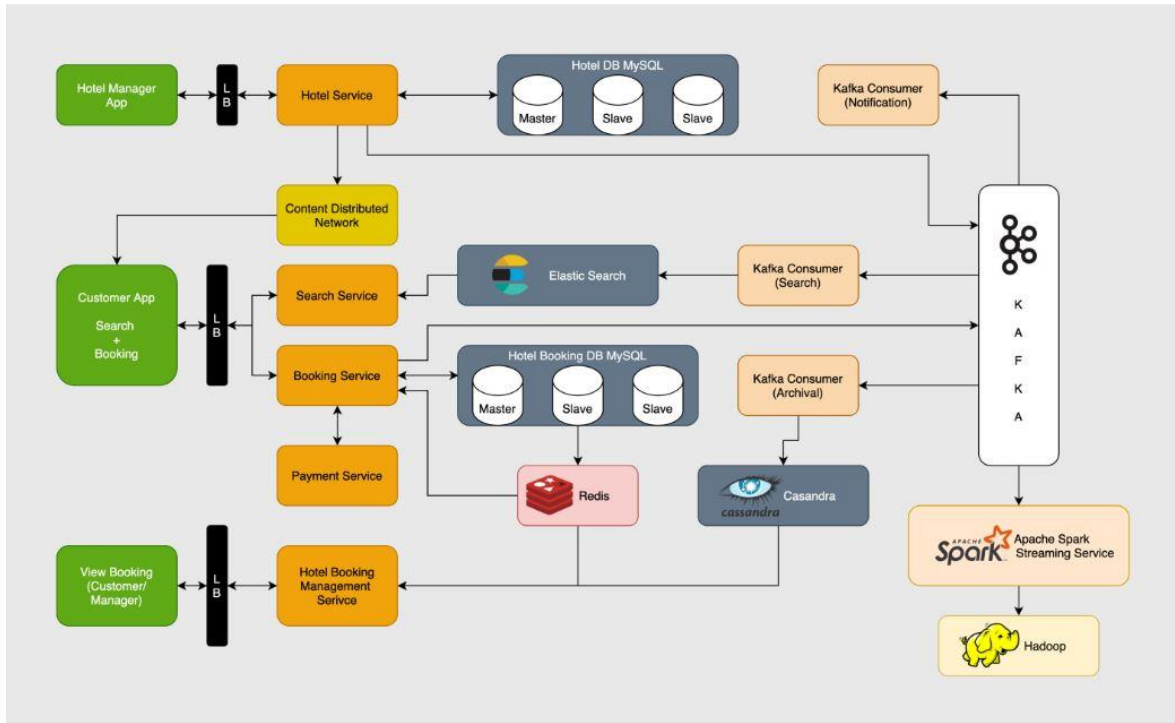 Hotel DB MySQL
Hotel Manager
App
L
B
Hotel Service
Master
Slave
Slave
Kafka Consumer
(Notification)
Content Distributed
Network
Customer App
Search
+
Booking
L
B
Search Service
Elastic Search
Kafka Consumer
(Search)
K
A
F
K
A
Booking Service
Hotel Booking DB MySQL
Master
Slave
Slave
Kafka Consumer
(Archival)
Payment Service
Redis
cassandra
Casandra
APACHE
Spark
Apache Spark
Streaming Service
View Booking
(Customer/
Manager)
L
B
Hotel Booking
Management
Serivce
Hadoop